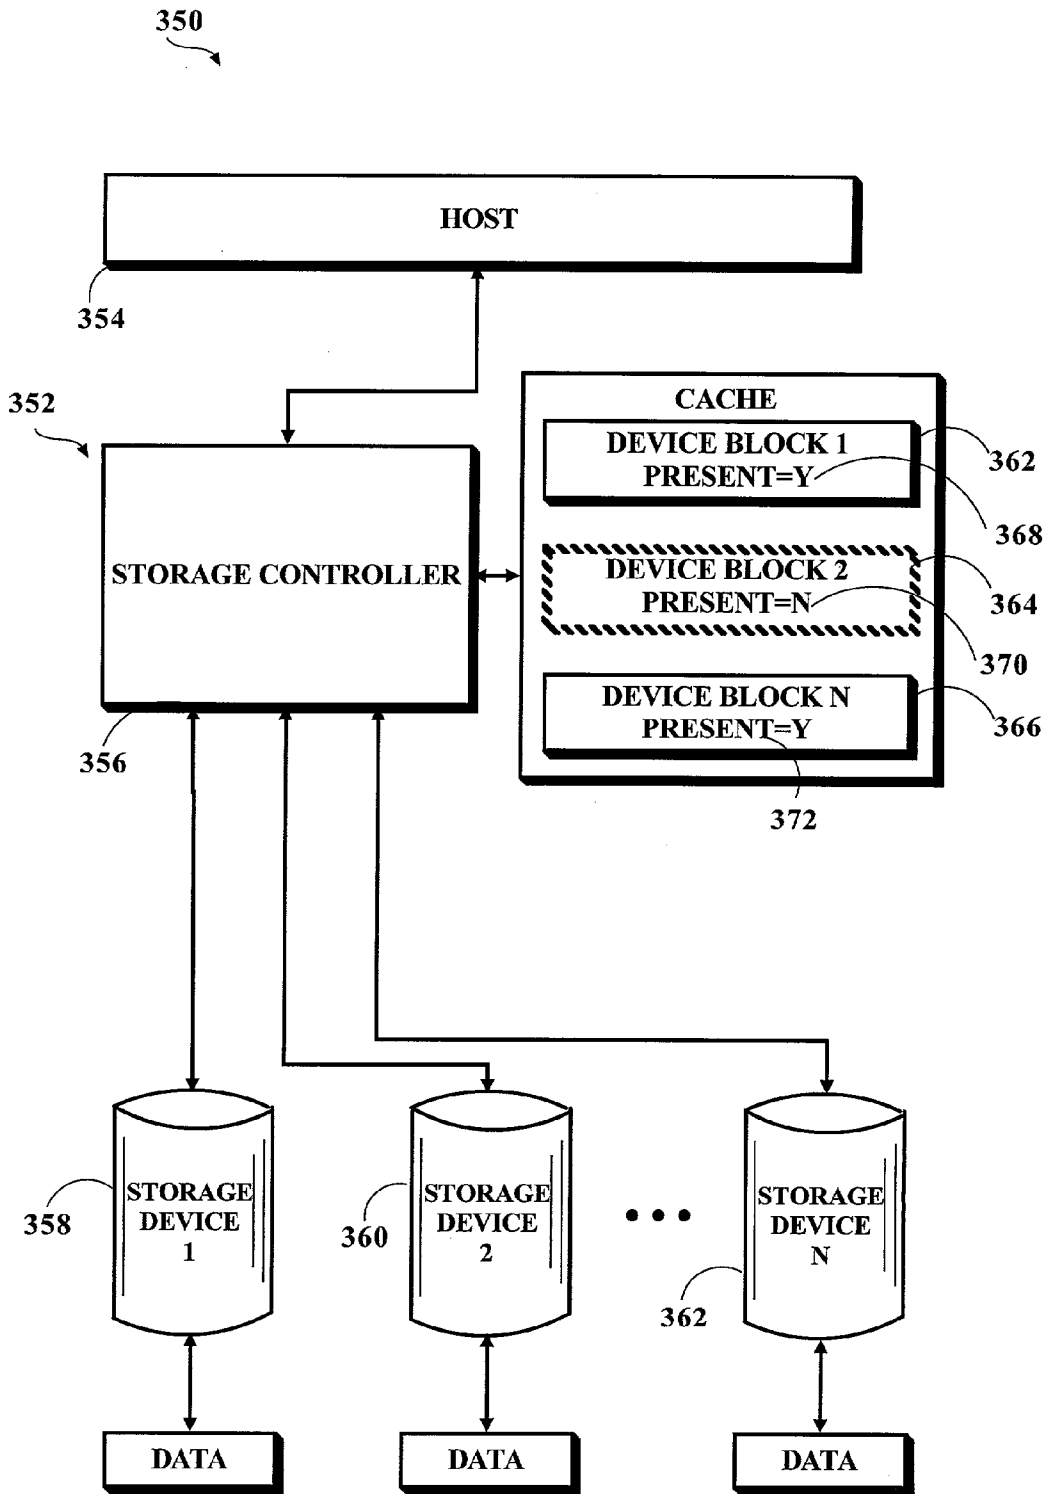 350
HOST
354
352
CACHE
DEVICE BLOCK 1
PRESENT=Y
362
368
STORAGE CONTROLLER
DEVICE BLOCK 2
PRESENT=N
364
370
DEVICE BLOCK N
PRESENT=Y
366
356
372
STORAGE
DEVICE
1
358
STORAGE
DEVICE
2
360
STORAGE
DEVICE
N
362
DATA
DATA
DATA